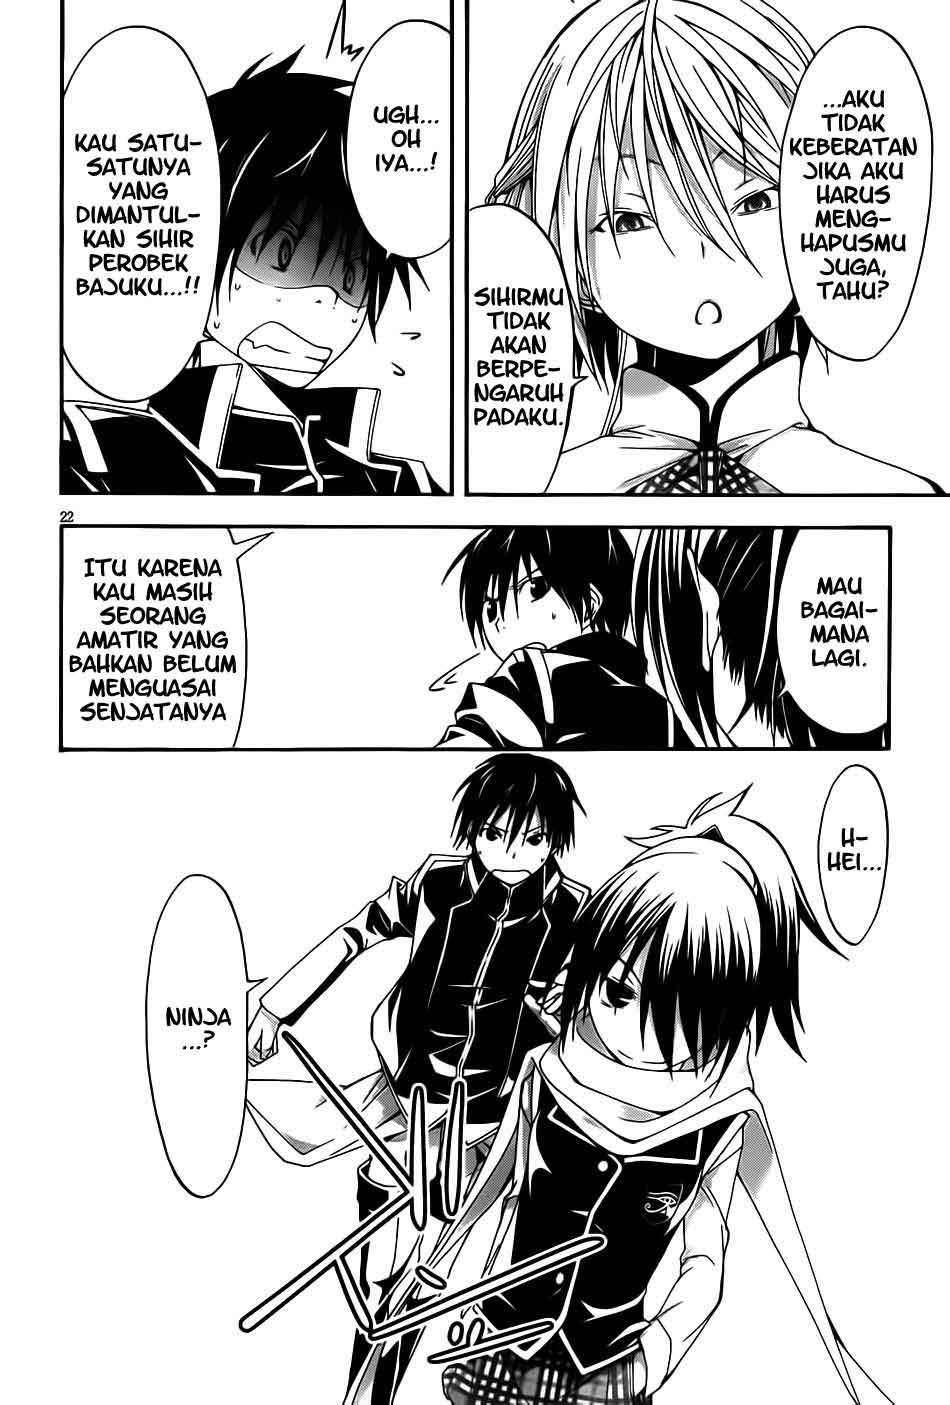 ...AKU
TIDAK
KEBERATAN
JIKA AKU
HARUS
MENG-
HAPUSMU
JUGA,
TAHU?
SIHIRMU
TIDAK
AKAN
BERPE-
NGARUH
PADAKU.
UGH...
OH
IYA...!
KAU SATU-
SATUNYA
YANG
DIMANTUL-
KAN SIHIR
PEROBEK
BAJUKU...!!
22
MAU
BAGAI-
MANA
LAGI.
ITU KARENA
KAU MASIH
SEORANG
AMATIR YANG
BAHKAN BELUM
MENGUASAI
SENJATANYA
H-
HEI...
NINJA
...?